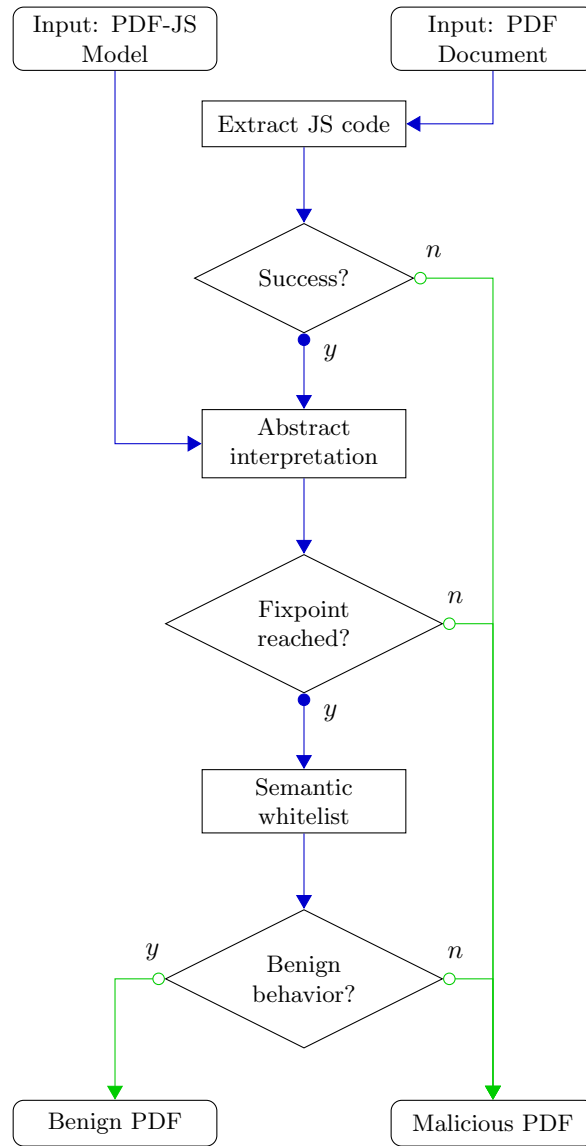 Input: PDF-JS
Model
Input: PDF
Document
Extract JS code
n
Success?
y
Abstract
interpretation
n
Fixpoint
reached?
y
Semantic
whitelist
y
n
Benign
behavior?
Benign PDF
Malicious PDF